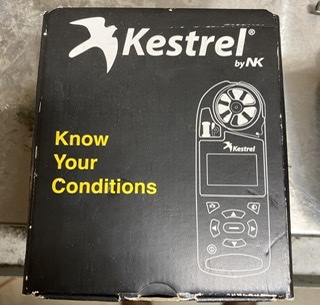 Kestrel®
by NK
Know
Your
Conditions
Kestrel